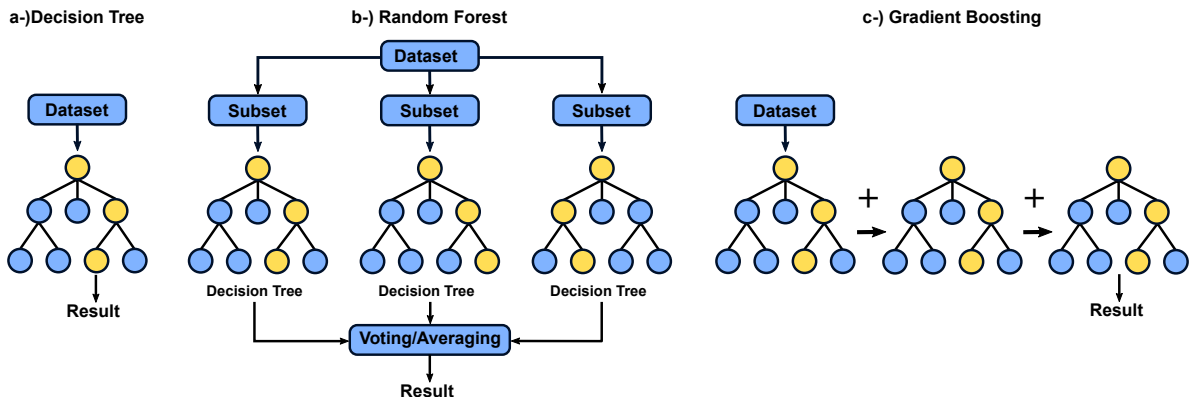 a-)Decision Tree
Dataset
Result
b-) Random Forest
Dataset
Subset
Subset
Subset
Decision Tree
Decision Tree
Decision Tree
Voting/Averaging
Result
c-) Gradient Boosting
Dataset
+
+
Result